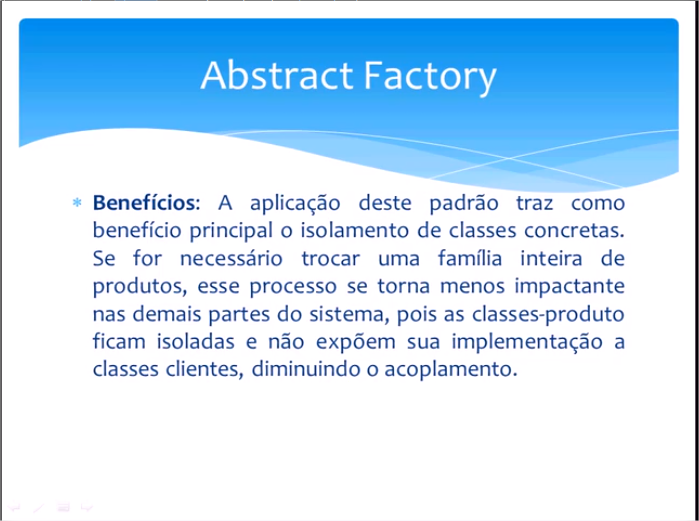 Abstract Factory
Benefícios: A aplicação deste padrão traz como
benefício principal o isolamento de classes concretas.
Se for necessário trocar uma família inteira de
produtos, esse processo se torna menos impactante
nas demais partes do sistema, pois as classes-produto
ficam isoladas e não expõem sua implementação a
classes clientes, diminuindo o acoplamento.